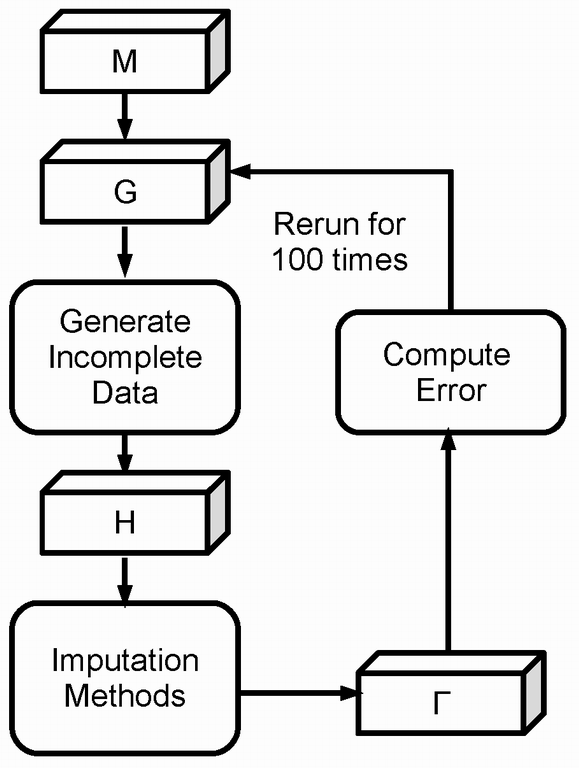 M
G
Rerun for
100 times
Generate
Incomplete
Data
Compute
Error
H
Imputation
Methods
Γ